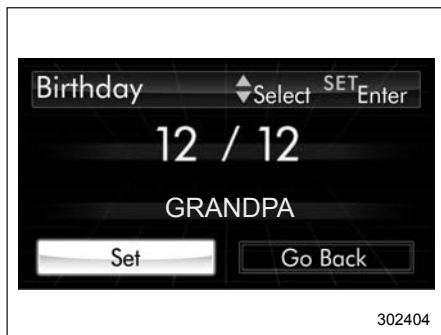 Birthday Select SET Enter
12 / 12
GRANDPA
Set Go Back
302404